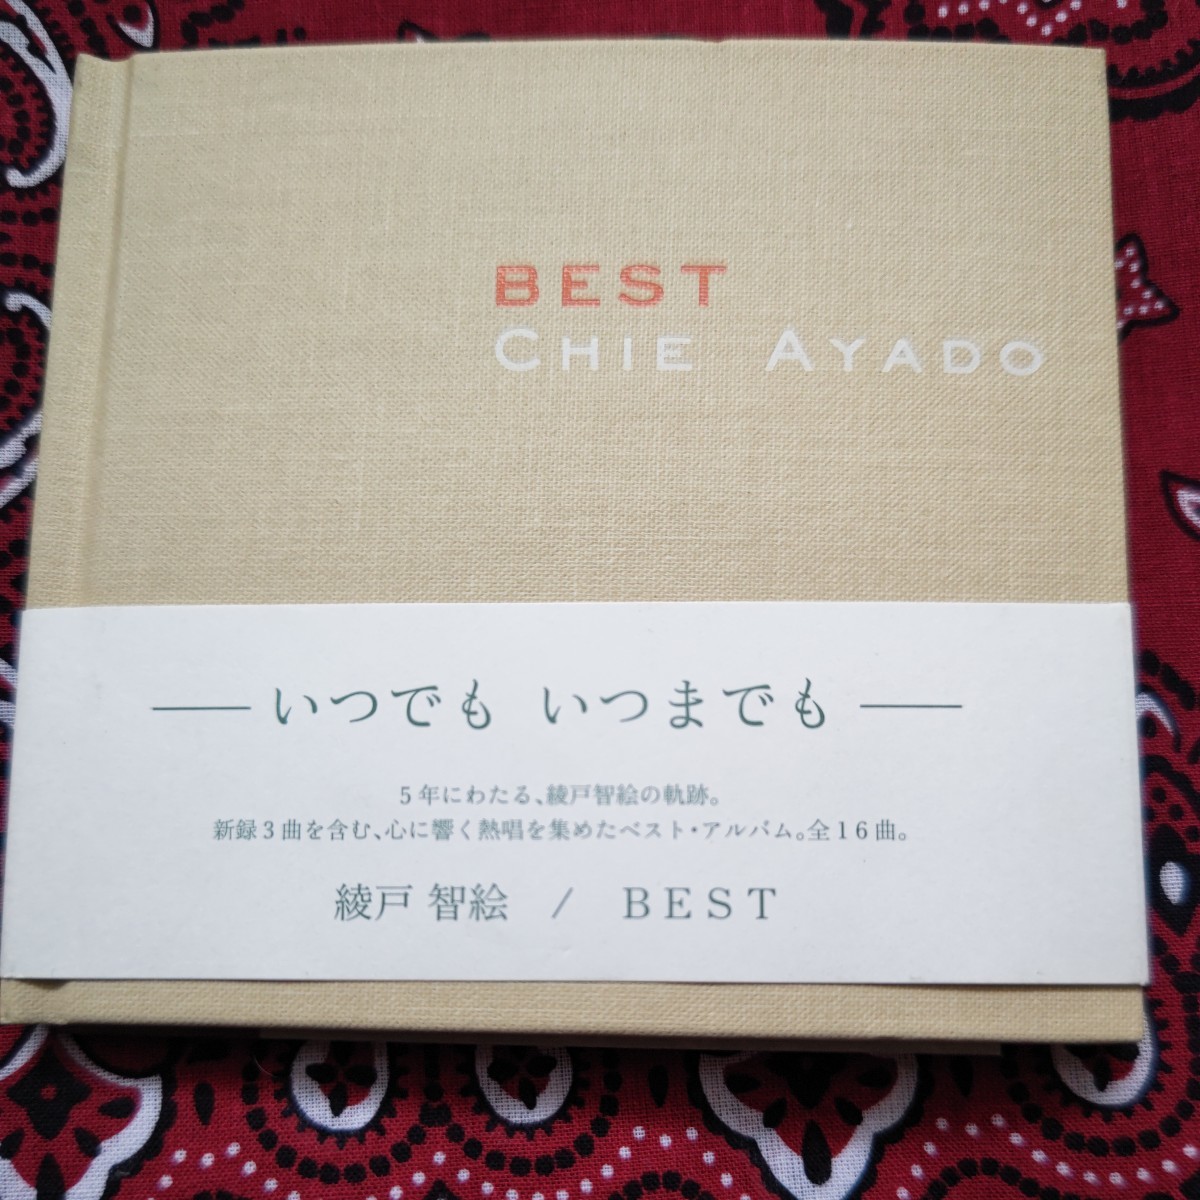 BEST
CHIE AYADO
— いつでも いつまでも —
5年にわたる、綾戸智絵の軌跡。
新録3曲を含む、心に響く熱唱を集めたベスト・アルバム。全16曲。
綾戸 智絵 / BEST